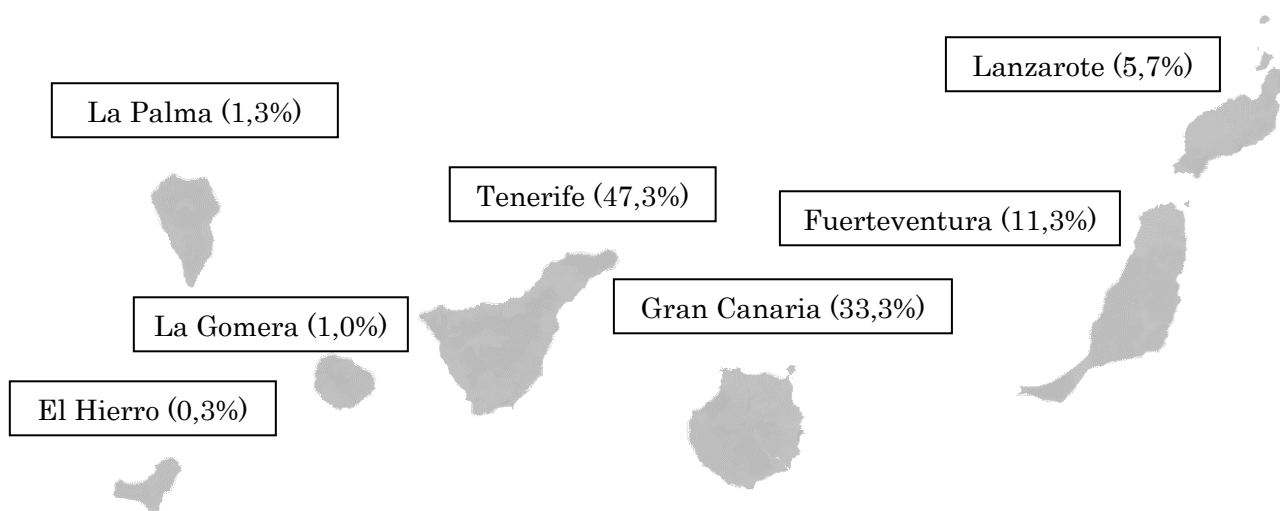 Lanzarote (5,7%)
La Palma (1,3%)
Tenerife (47,3%)
Fuerteventura (11,3%)
Gran Canaria (33,3%)
La Gomera (1,0%)
El Hierro (0,3%)